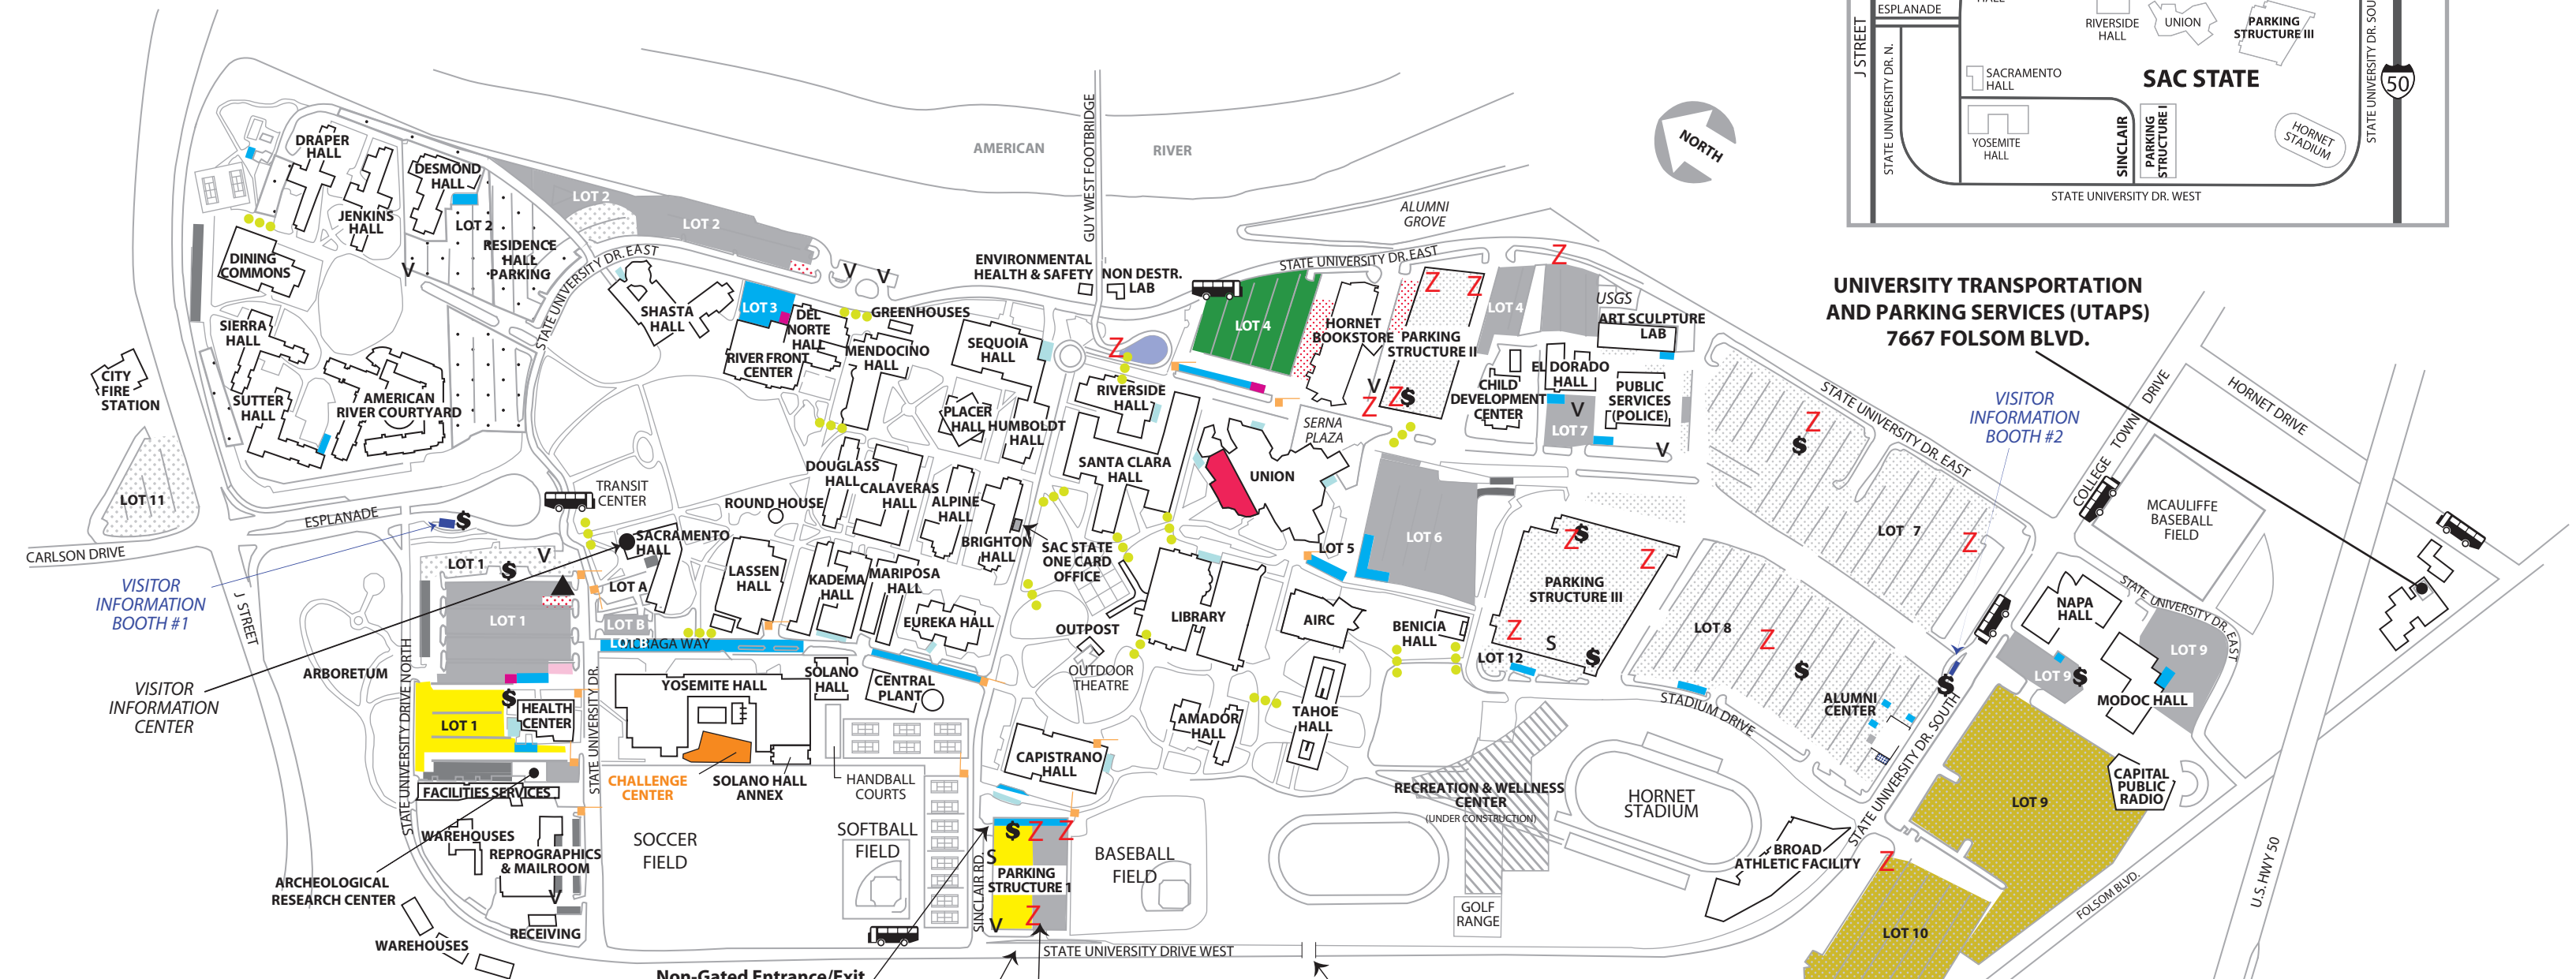 ESPLANADE
J STREET
STATE UNIVERSITY DR. N.
HALL
RIVERSIDE
HALL
UNION
PARKING
STRUCTURE III
STATE UNIVERSITY DR. SOU
SACRAMENTO
HALL
SAC STATE
50
YOSEMITE
HALL
SINCLAIR
PARKING
STRUCTURE I
HORNET
STADIUM
STATE UNIVERSITY DR. WEST
NORTH
AMERICAN
RIVER
GUY WEST FOOTBRIDGE
ALUMNI
GROVE
DRAPER
HALL
JENKINS
HALL
DESMOND
HALL
LOT 2
RESIDENCE
HALL
PARKING
LOT 2
LOT 2
STATE UNIVERSITY DR. EAST
DINING
COMMONS
V
SIERRA
HALL
SUTTER
HALL
AMERICAN
RIVER COURTYARD
CITY
FIRE
STATION
LOT 11
CARLSON DRIVE
ESPLANADE
J STREET
SHASTA
HALL
LOT 3
DEL
NORTE
HALL
RIVER FRONT
CENTER
V
V
GREENHOUSES
MENDOCINO
HALL
ENVIRONMENTAL
HEALTH & SAFETY
NON DESTR.
LAB
SEQUOIA
HALL
PLACER
HALL
HUMBOLDT
HALL
Z
RIVERSIDE
HALL
SANTA CLARA
HALL
STATE UNIVERSITY DR. EAST
LOT 4
HORNET
BOOKSTORE
V
PARKING
STRUCTURE II
Z
Z
Z
Z
$
Z
LOT 4
USGS
ART SCULPTURE
LAB
EL DORADO
HALL
CHILD
DEVELOPMENT
CENTER
V
LOT 7
PUBLIC
SERVICES
(POLICE)
V
SERNA
PLAZA
UNION
UNIVERSITY TRANSPORTATION
AND PARKING SERVICES (UTAPS)
7667 FOLSOM BLVD.
VISITOR
INFORMATION
BOOTH #2
COLLEGE TOWN DRIVE
HORNET DRIVE
STATE UNIVERSITY DR. EAST
Z
$
LOT 7
Z
MCAULIFFE
BASEBALL
FIELD
TRANSIT
CENTER
ROUND HOUSE
DOUGLASS
HALL
CALAVERAS
HALL
ALPINE
HALL
BRIGHTON
HALL
SAC STATE
ONE CARD
OFFICE
$
VISITOR
INFORMATION
BOOTH #1
LOT 1
$
V
SACRAMENTO
HALL
LOT A
LOT B
LOT B
LASSEN
HALL
KADEMA
HALL
MARIPOSA
HALL
EUREKA HALL
LOT 1
OUTPOST
OUTDOOR
THEATRE
LIBRARY
LOT 5
LOT 6
AIRC
BENICIA
HALL
PARKING
STRUCTURE III
Z
$
Z
Z
S
$
LOT 12
LOT 8
Z
$
ALUMNI
CENTER
$
NAPA
HALL
STATE UNIVERSITY DR. EAST
LOT 9
LOT 9
$
MODOC HALL
VISITOR
INFORMATION
CENTER
ARBORETUM
STATE UNIVERSITY DRIVE NORTH
STATE UNIVERSITY DR.
$
HEALTH
CENTER
LOT 1
FACILITIES SERVICES
WAREHOUSES
REPROGRAPHICS
& MAILROOM
V
ARCHEOLOGICAL
RESEARCH CENTER
RECEIVING
WAREHOUSES
YOSEMITE HALL
SOLANO
HALL
CENTRAL
PLANT
CHALLENGE
CENTER
SOLANO HALL
ANNEX
HANDBALL
COURTS
SOCCER
FIELD
SOFTBALL
FIELD
SINCLAIR RD.
CAPISTRANO
HALL
AMADOR
HALL
TAHOE
HALL
$
Z
Z
S
PARKING
STRUCTURE 1
V
Z
BASEBALL
FIELD
RECREATION & WELLNESS
CENTER
(UNDER CONSTRUCTION)
STADIUM DRIVE
HORNET
STADIUM
GOLF
RANGE
BROAD
ATHLETIC FACILITY
STATE UNIVERSITY DR. SOUTH
Z
LOT 9
LOT 10
CAPITAL
PUBLIC
RADIO
FOLSOM BLVD.
U.S. HWY 50
STATE UNIVERSITY DRIVE WEST
Non-Gated Entrance/Exit